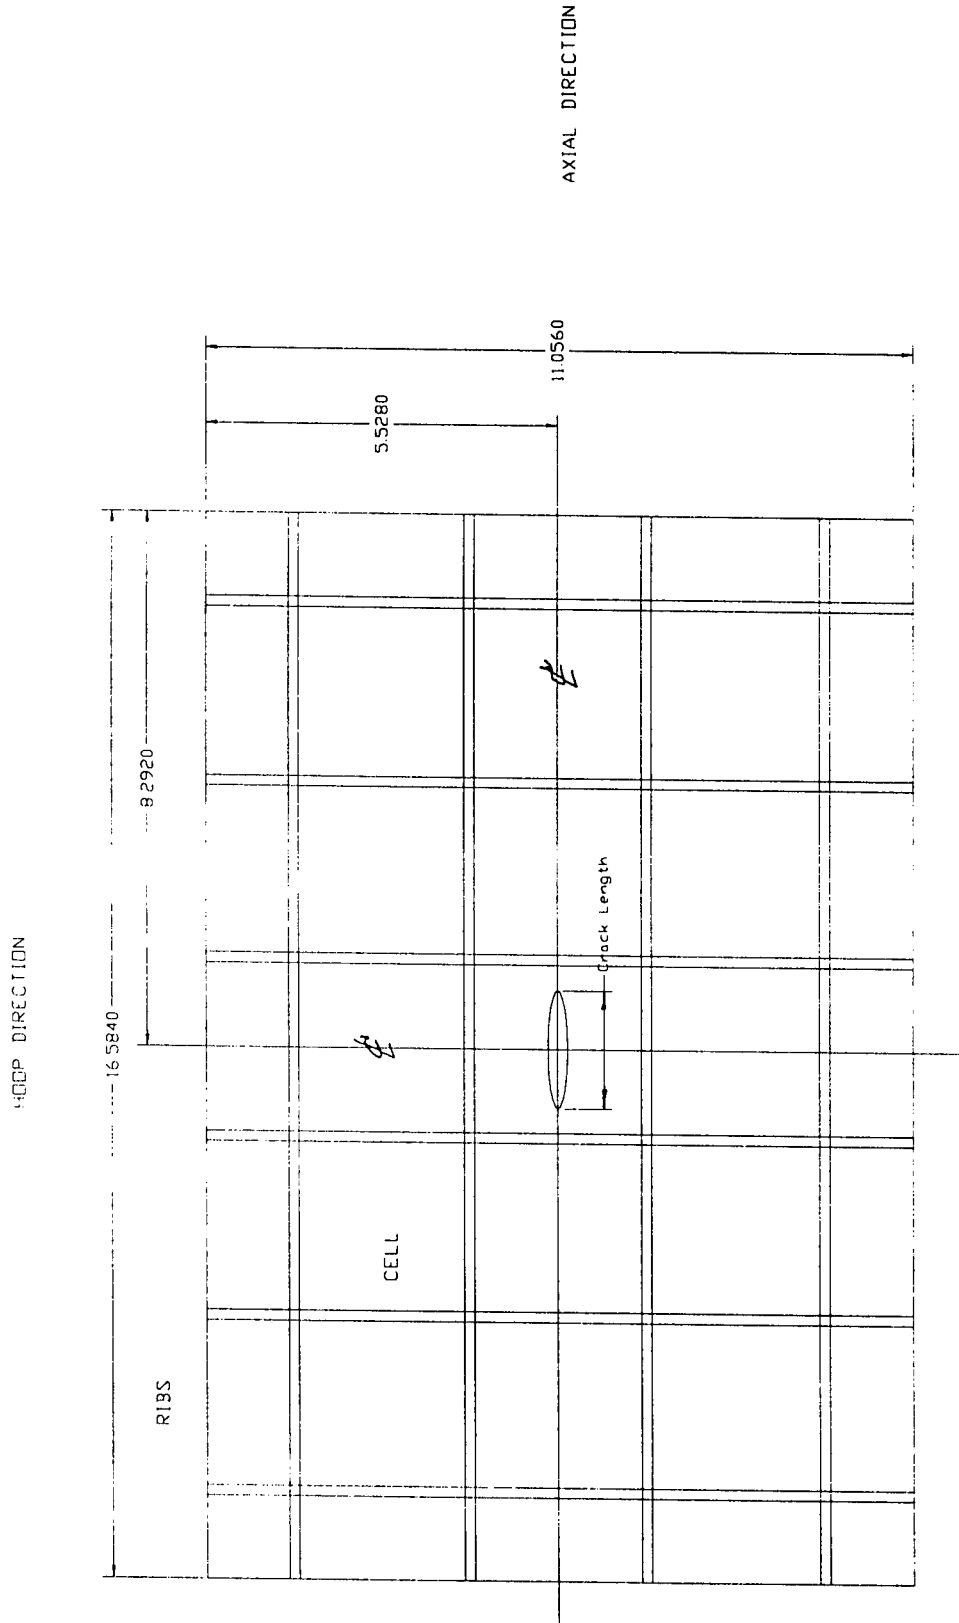 HOOP DIRECTION
16.5840
8.2920
RIBS
CELL
Crack Length
5.5280
11.0560
AXIAL DIRECTION